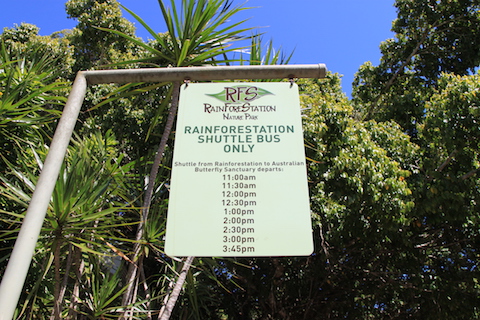 RFS
RAINFORESTATION
NATURE PARK
RAINFORESTATION
SHUTTLE BUS
ONLY
Shuttle from Rainforestation to Australian
Butterfly Sanctuary departs:
11:00am
11:30am
12:00pm
12:30pm
1:00pm
2:00pm
2:30pm
3:00pm
3:45pm